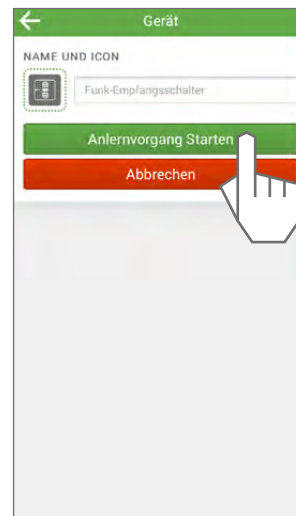 Gerät
NAME UND ICON
Funk-Empfangsschalter
Anlernvorgang Starten
Abbrechen